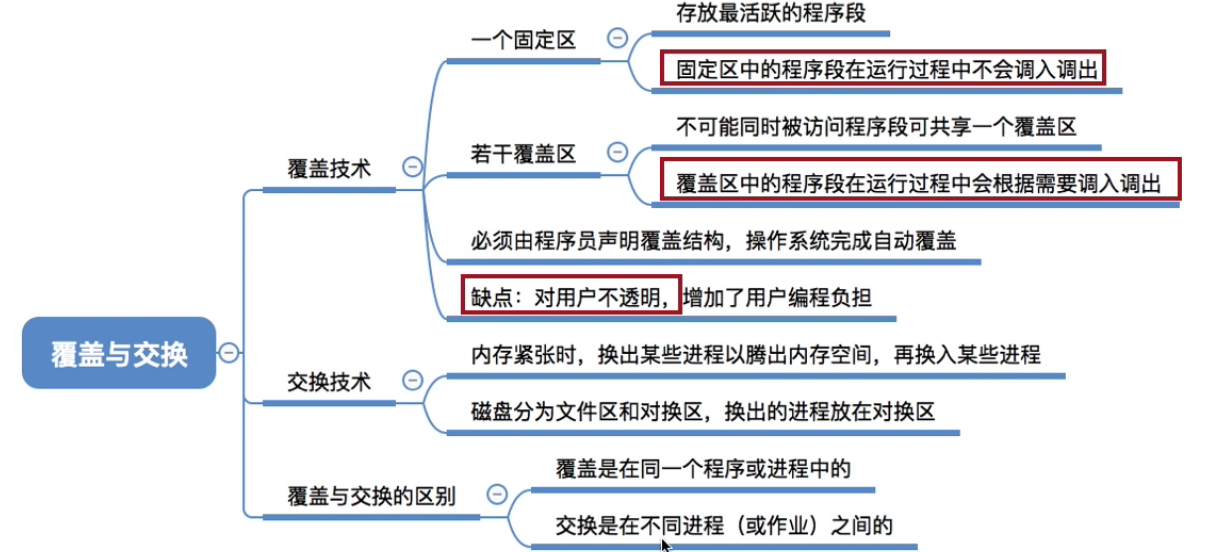 存放最活跃的程序段
一个固定区
固定区中的程序段在运行过程中不会调入调出
不可能同时被访问程序段可共享一个覆盖区
若干覆盖区
覆盖技术
覆盖区中的程序段在运行过程中会根据需要调入调出
必须由程序员声明覆盖结构，操作系统完成自动覆盖
缺点：对用户不透明，增加了用户编程负担
覆盖与交换
内存紧张时，换出某些进程以腾出内存空间，再换入某些进程
交换技术
磁盘分为文件区和对换区，换出的进程放在对换区
覆盖是在同一个程序或进程中的
覆盖与交换的区别
交换是在不同进程（或作业）之间的